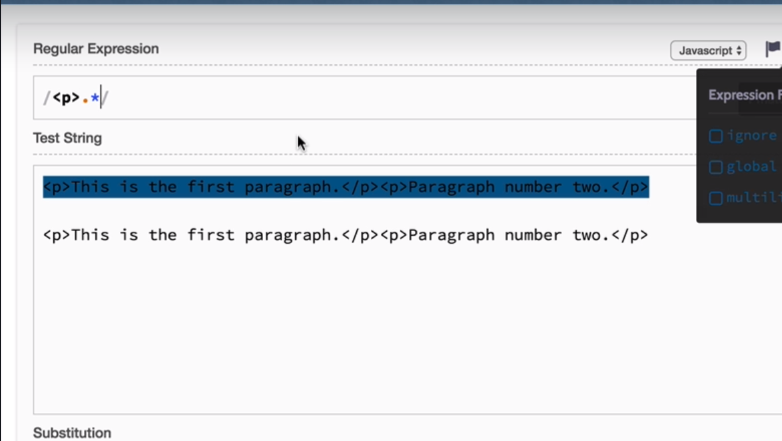 Regular Expression
Javascript
/<p>.*/
Expression F
Test String
ignore
global
multil
<p>This is the first paragraph.</p><p>Paragraph number two.</p>
<p>This is the first paragraph.</p><p>Paragraph number two.</p>
Substitution